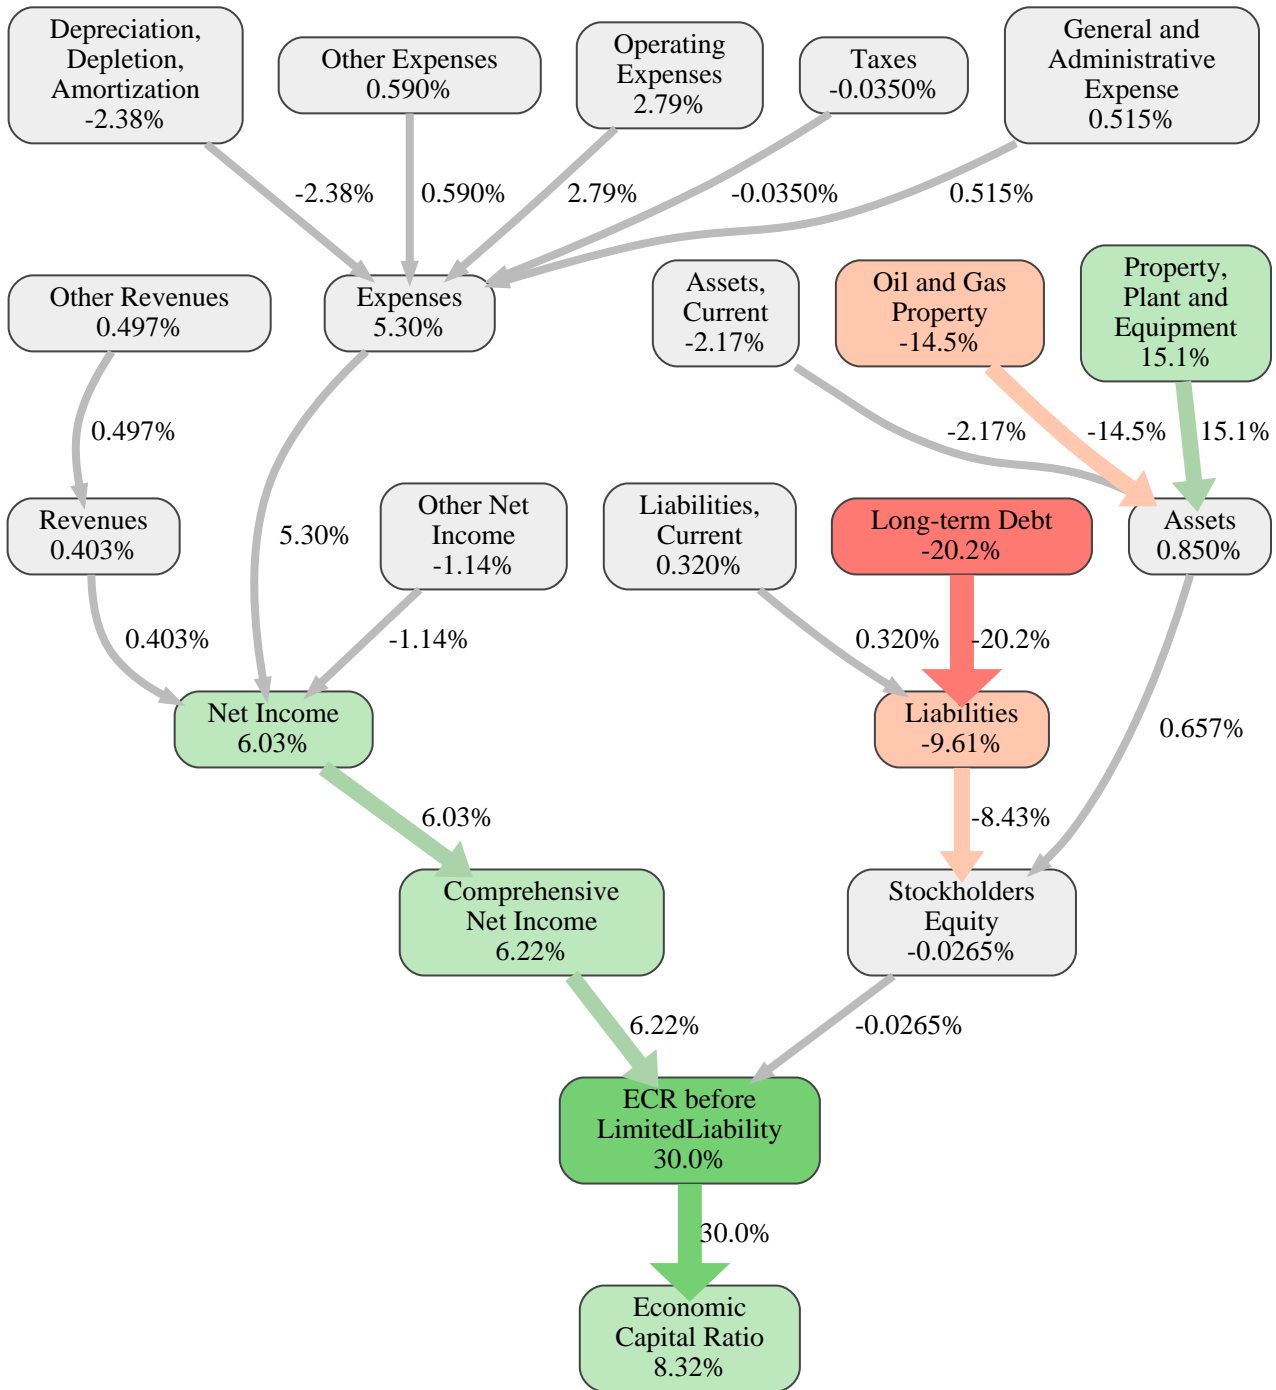 Depreciation,
Depletion,
Amortization
-2.38%
Other Expenses
0.590%
Operating
Expenses
2.79%
Taxes
-0.0350%
General and
Administrative
Expense
0.515%
-2.38%
0.590%
2.79%
-0.0350%
0.515%
Other Revenues
0.497%
Expenses
5.30%
Assets,
Current
-2.17%
Oil and Gas
Property
-14.5%
Property,
Plant and
Equipment
15.1%
0.497%
5.30%
-2.17%
-14.5%
15.1%
Revenues
0.403%
Other Net
Income
-1.14%
Liabilities,
Current
0.320%
Long-term Debt
-20.2%
Assets
0.850%
0.403%
-1.14%
0.320%
-20.2%
0.657%
Net Income
6.03%
Liabilities
-9.61%
6.03%
-8.43%
Comprehensive
Net Income
6.22%
Stockholders
Equity
-0.0265%
6.22%
-0.0265%
ECR before
LimitedLiability
30.0%
30.0%
Economic
Capital Ratio
8.32%